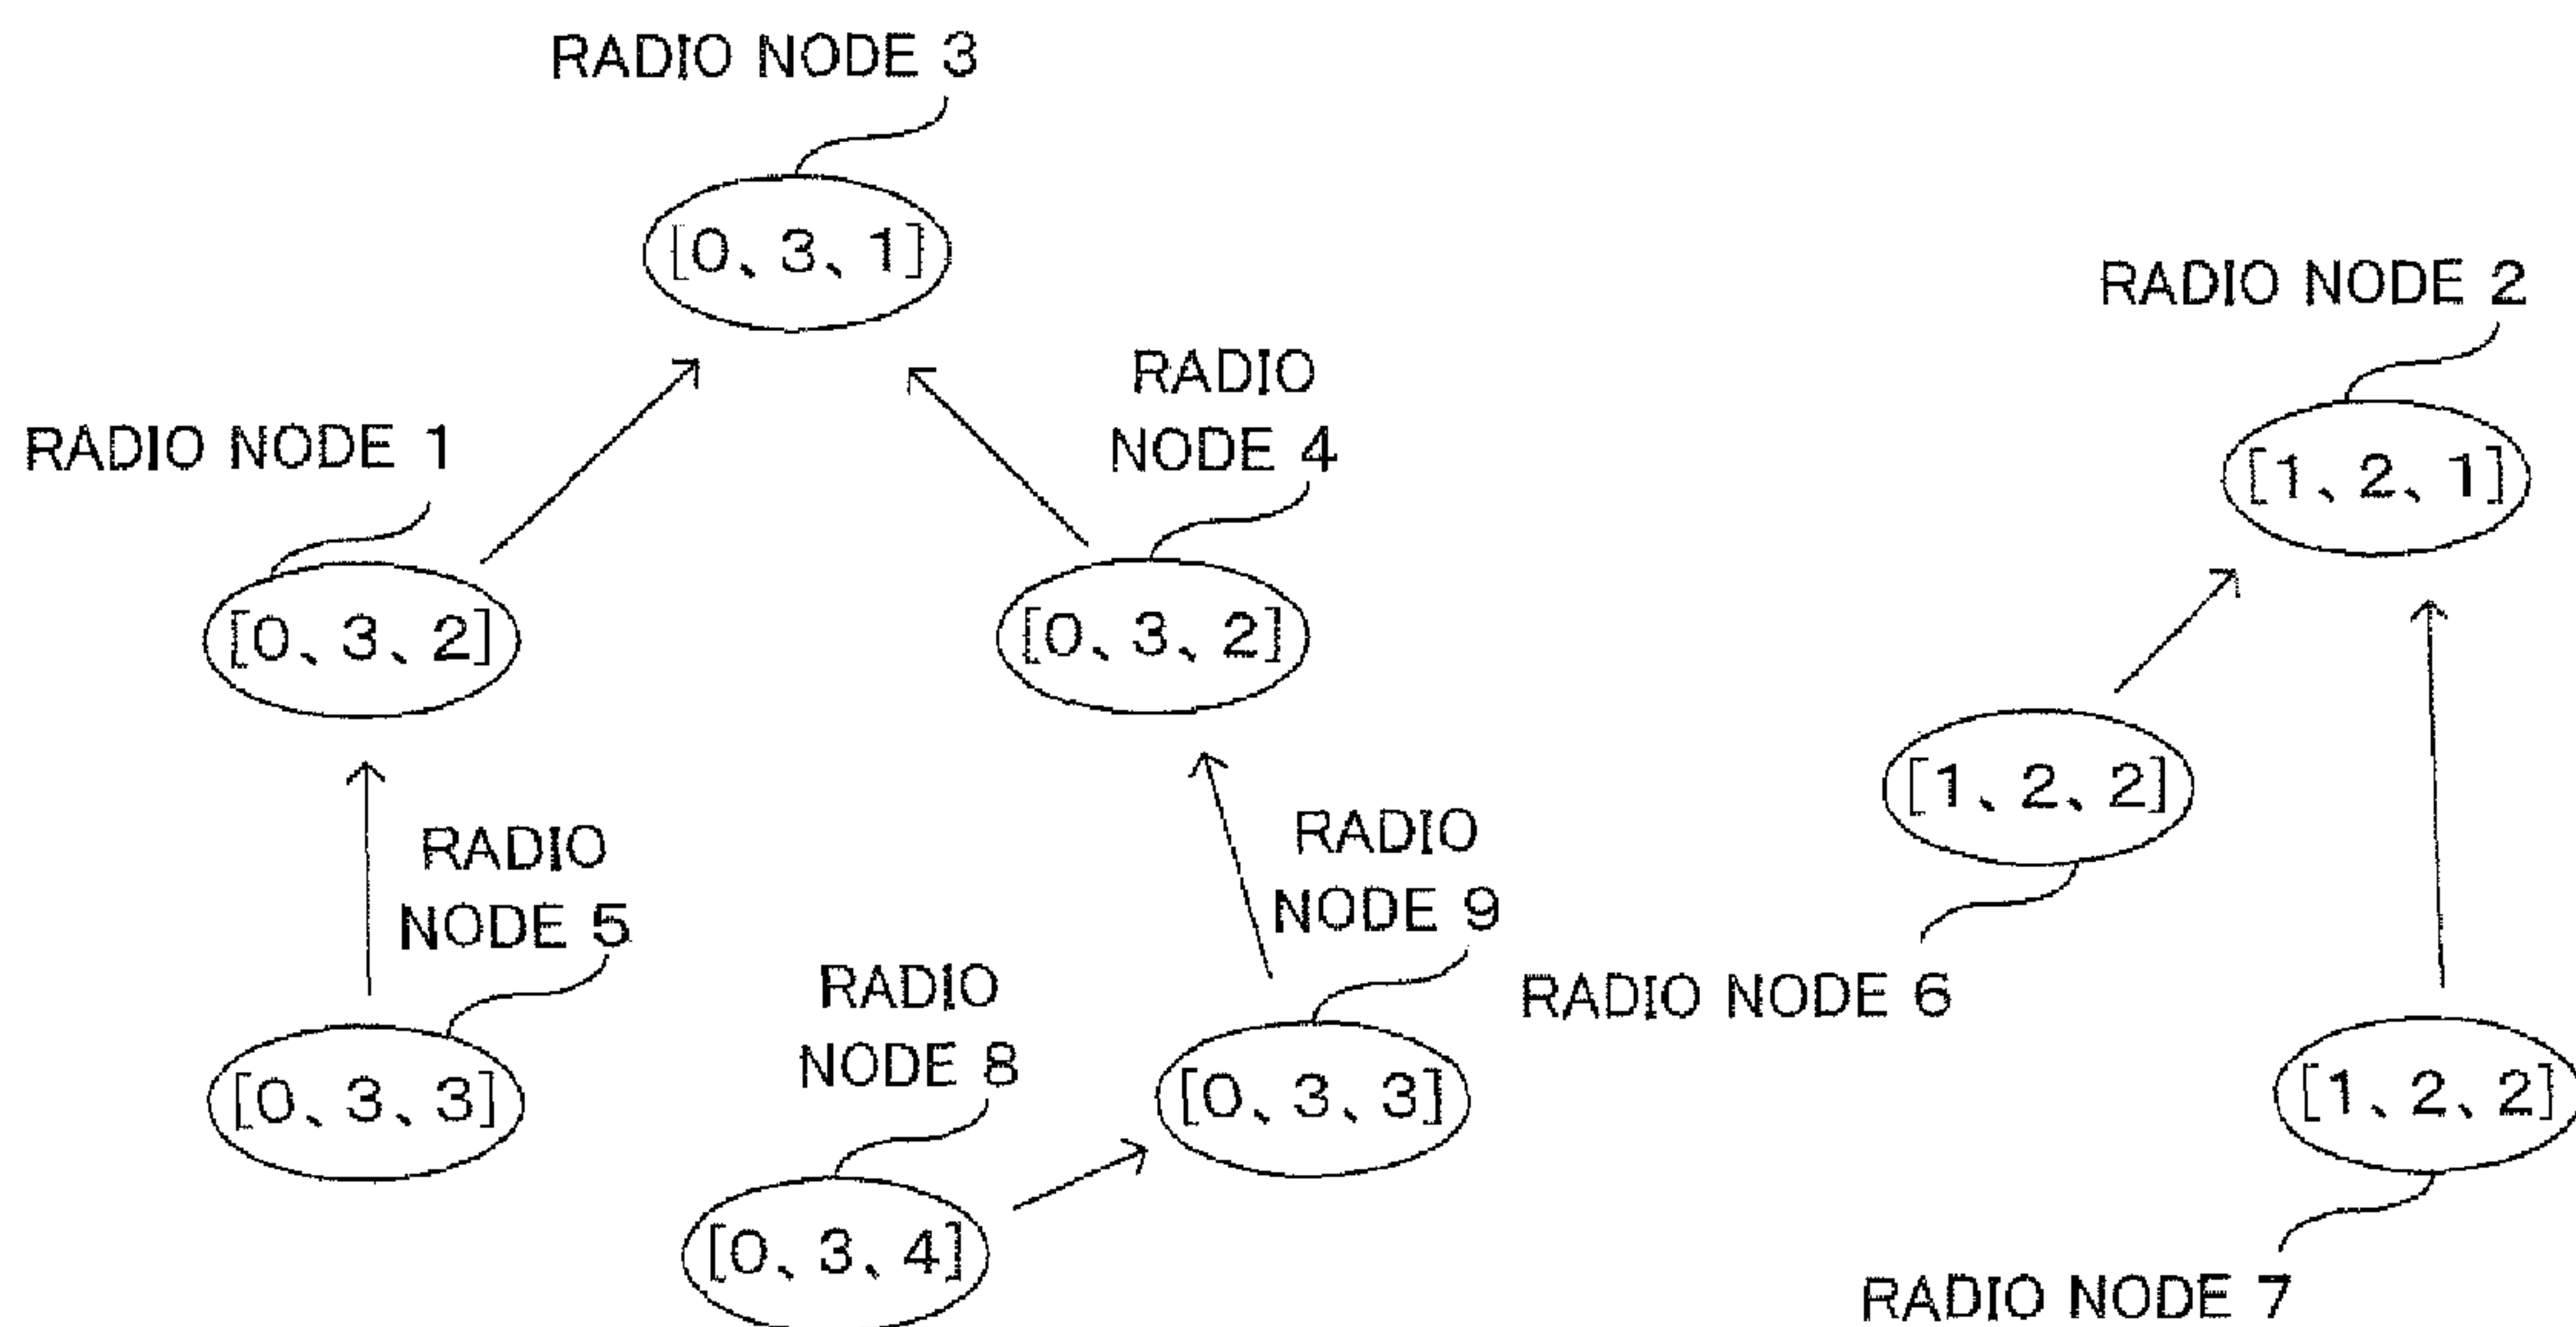 RADIO NODE 3
[0、3、1]
RADIO NODE 2
[1、2、1]
RADIO NODE 1
[0、3、2]
RADIO
NODE 4
[0、3、2]
[1、2、2]
RADIO NODE 6
RADIO
NODE 5
[0、3、3]
RADIO
NODE 9
[0、3、3]
RADIO
NODE 8
[0、3、4]
[1、2、2]
RADIO NODE 7